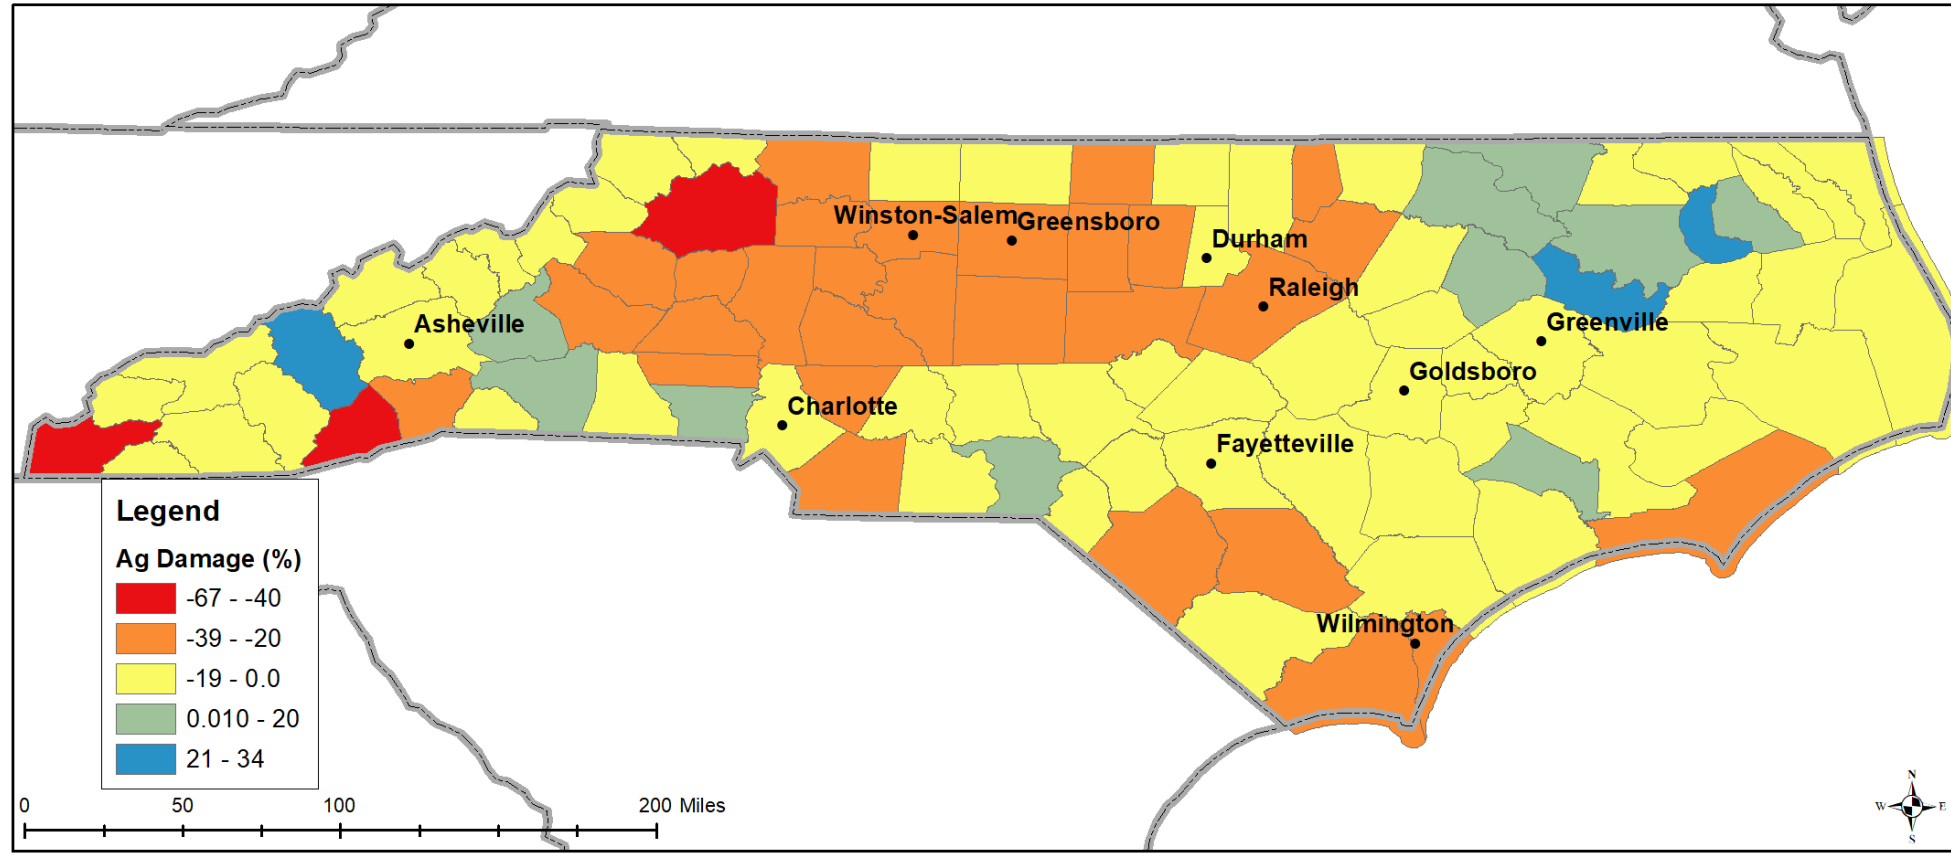 Winston-Salem
Greensboro
Durham
Raleigh
Asheville
Greenville
Goldsboro
Charlotte
Fayetteville
Wilmington
Legend
Ag Damage (%)
-67 - -40
-39 - -20
-19 - 0.0
0.010 - 20
21 - 34
0 50 100 200 Miles
N
W E
S